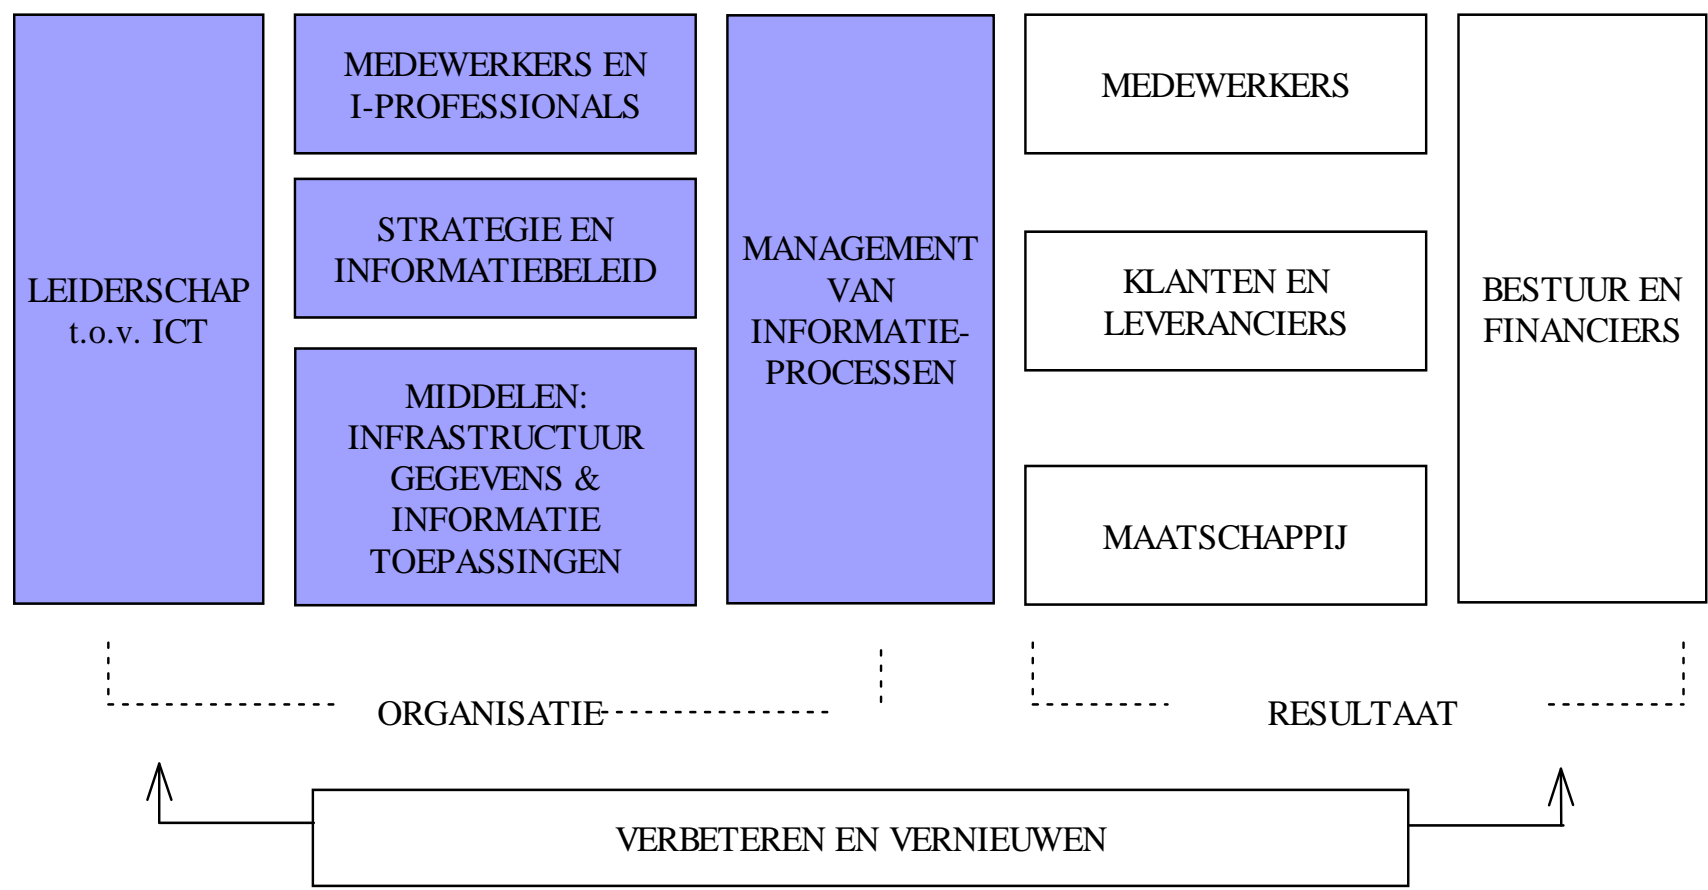 LEIDERSCHAP
t.o.v. ICT
MEDEWERKERS EN
I-PROFESSIONALS
STRATEGIE EN
INFORMATIEBELEID
MIDDELEN:
INFRASTRUCTUUR
GEGEVENS &
INFORMATIE
TOEPASSINGEN
MANAGEMENT
VAN
INFORMATIE-
PROCESSEN
MEDEWERKERS
KLANTEN EN
LEVERANCIERS
MAATSCHAPPIJ
BESTUUR EN
FINANCIERS
ORGANISATIE
RESULTAAT
VERBETEREN EN VERNIEUWEN